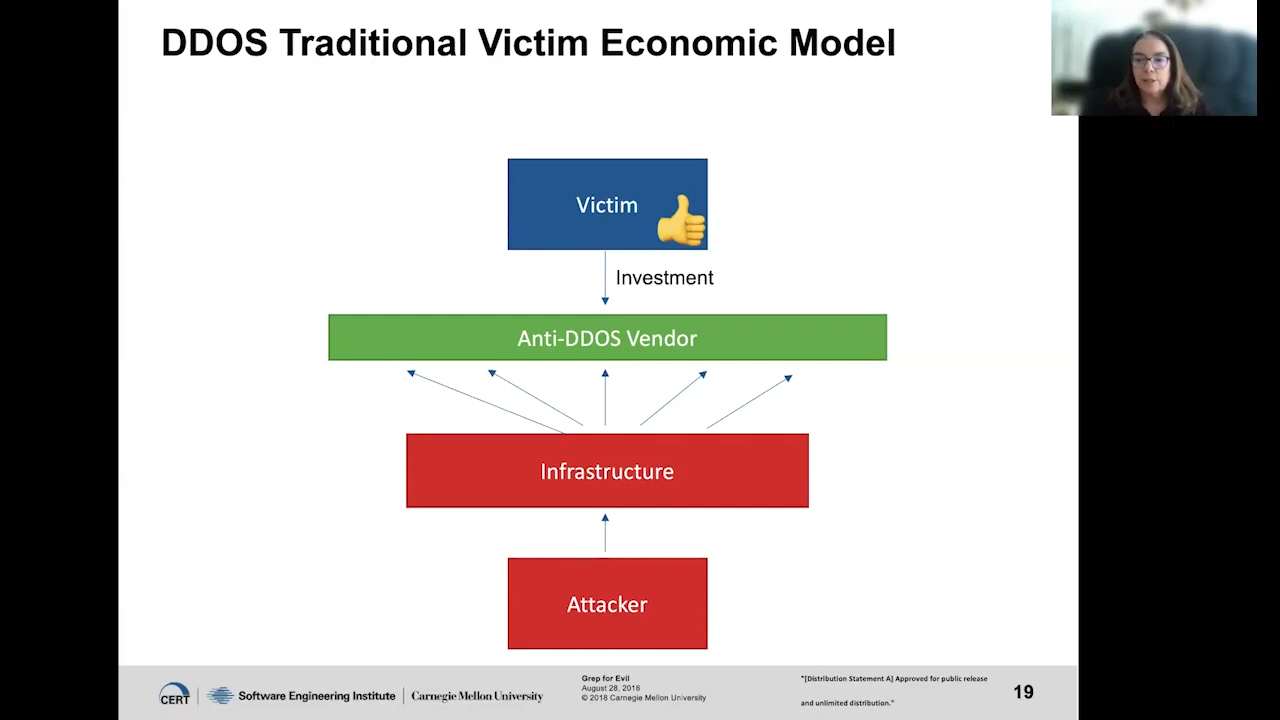 DDOS Traditional Victim Economic Model
Victim
Investment
Anti-DDOS Vendor
Infrastructure
Attacker
CERT
Software Engineering Institute
Carnegie Mellon University
Grep for Evil
August 28, 2018
© 2018 Carnegie Mellon University
"[Distribution Statement A] Approved for public release
and unlimited distribution."
19